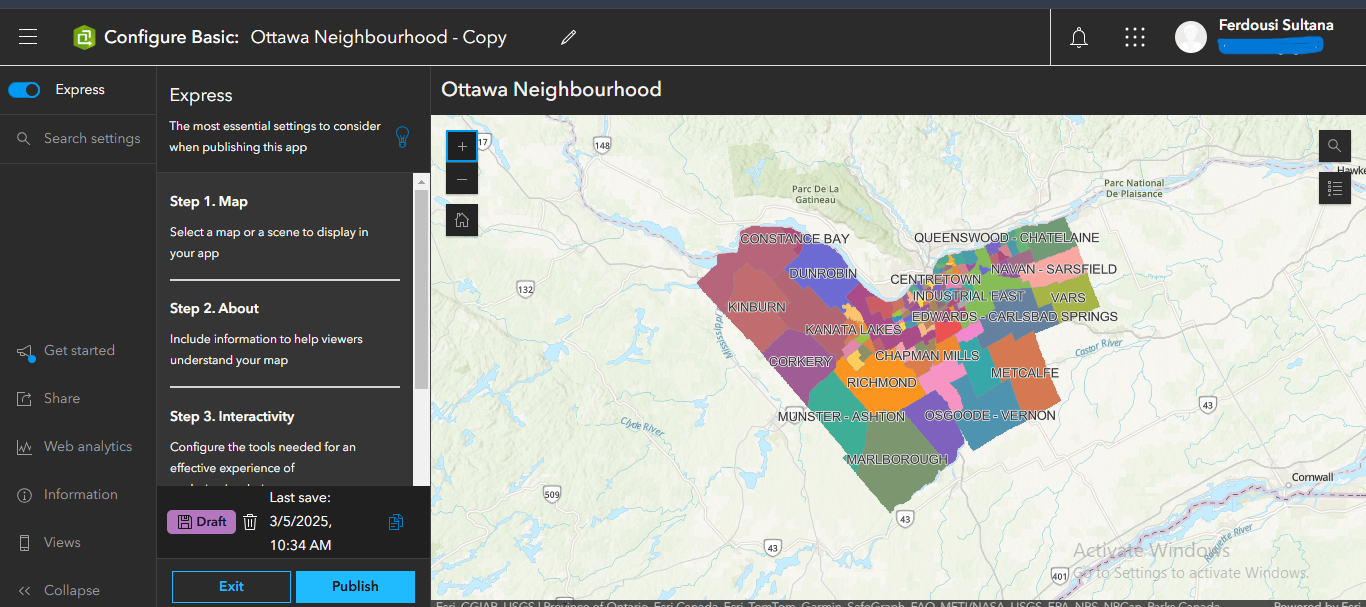 Configure Basic: Ottawa Neighbourhood - Copy
Ferdousi Sultana
Express
Search settings
Get started
Share
Web analytics
Information
Views
Collapse
Express
The most essential settings to consider
when publishing this app
Step 1. Map
Select a map or a scene to display in
your app
Step 2. About
Include information to help viewers
understand your map
Step 3. Interactivity
Configure the tools needed for an
effective experience of
Draft
Last save:
3/5/2025,
10:34 AM
Exit
Publish
Ottawa Neighbourhood
17
148
Parc De La
Gatineau
Parc National
De Plaisance
Hawke
132
CONSTANCE BAY
QUEENSWOOD - CHATELAINE
DUNROBIN
CENTRETOWN
NAVAN - SARSFIELD
INDUSTRIAL EAST
VARS
KINBURN
EDWARDS - CARLSBAD SPRINGS
KANATA LAKES
Mississippi
Castor River
CORKERY
CHAPMAN MILLS
RICHMOND
METCALFE
MUNSTER - ASHTON
OSGOODE - VERNON
43
Clyde River
MARLBOROUGH
Cornwall
509
43
43
401
Activate Windows
Go to Settings to activate Windows.
Esri, CGIAR, USGS | Province of Ontario, Esri Canada, Esri, TomTom, Garmin, SafeGraph, FAO, METI/NASA, USGS, EPA, NPS, NRCan, Parks Canada
Powered by Esri